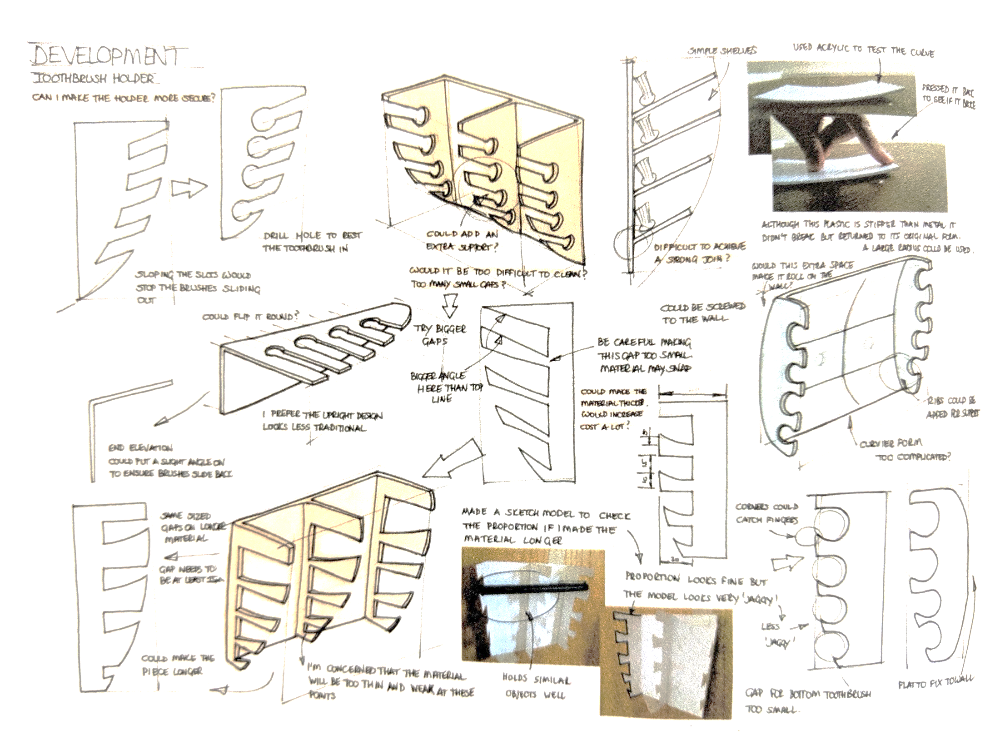 DEVELOPMENT
TOOTHBRUSH HOLDER
CAN I MAKE THE HOLDER MORE SECURE?
SLOPING THE SLOTS WOULD
STOP THE BRUSHES SLIDING
OUT
DRILL HOLE TO REST
THE TOOTHBRUSH IN
COULD ADD AN
EXTRA SUPPORT?
WOULD IT BE TOO DIFFICULT TO CLEAN?
TOO MANY SMALL GAPS?
SIMPLE SHELVES
DIFFICULT TO ACHIEVE
A STRONG JOIN?
USED ACRYLIC TO TEST THE CURVE
PRESSED IT BAC
TO SEE IF IT
ALTHOUGH THIS PLASTIC IS STIFFER THAN METAL IT
DIDN'T BREAK BUT RETURNED TO ITS ORIGINAL FORM.
A LARGE RADIUS COULD BE USED.
COULD FLIP IT ROUND?
I PREFER THE UPRIGHT DESIGN
LOOKS LESS TRADITIONAL
END ELEVATION
COULD PUT A SLIGHT ANGLE ON
TO ENSURE BRUSHES SLIDE BACK
TRY BIGGER
GAPS
BIGGER ANGLE
HERE THAN TOP
LINE
BE CAREFUL MAKING
THIS GAP TOO SMALL
MATERIAL MAY SNAP
COULD BE SCREWED
TO THE WALL
WOULD THIS EXTRA SPACE
MAKE IT ROLL ON THE
WALL?
RIBS COULD BE
ADDED FOR SUPPORT
CURVIER FORM
TOO COMPLICATED?
COULD MAKE THE
MATERIAL
WOULD INCREASE
COST A LOT?
20
SAME SIZED
GAPS ON LONGER
MATERIAL
GAP NEEDS TO
BE AT LEAST
COULD MAKE THE
PIECE LONGER
I'M CONCERNED THAT THE MATERIAL
WILL BE TOO THIN AND WEAK AT THESE
POINTS
MADE A SKETCH MODEL TO CHECK
THE PROPORTION IF I MADE THE
MATERIAL LONGER
HOLDS SIMILAR
OBJECTS WELL
PROPORTION LOOKS FINE BUT
THE MODEL LOOKS VERY 'JAGGY'
LESS
'JAGGY'
CORNERS COULD
CATCH FINGERS
GAP FOR BOTTOM TOOTHBRUSH
TOO SMALL.
FLAT TO FIX TO WALL